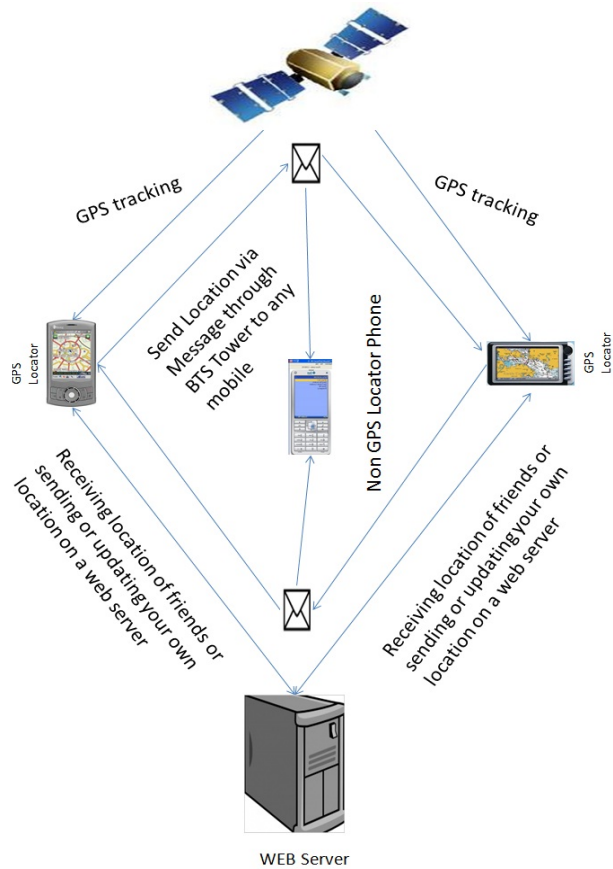 GPS tracking
GPS tracking
Send Location via
Message through
BTS Tower to any
mobile
Non GPS Locator Phone
GPS
Locator
GPS
Locator
Receiving location of friends or
sending or updating your own
location on a web server
Receiving location of friends or
sending or updating your own
location on a web server
WEB Server